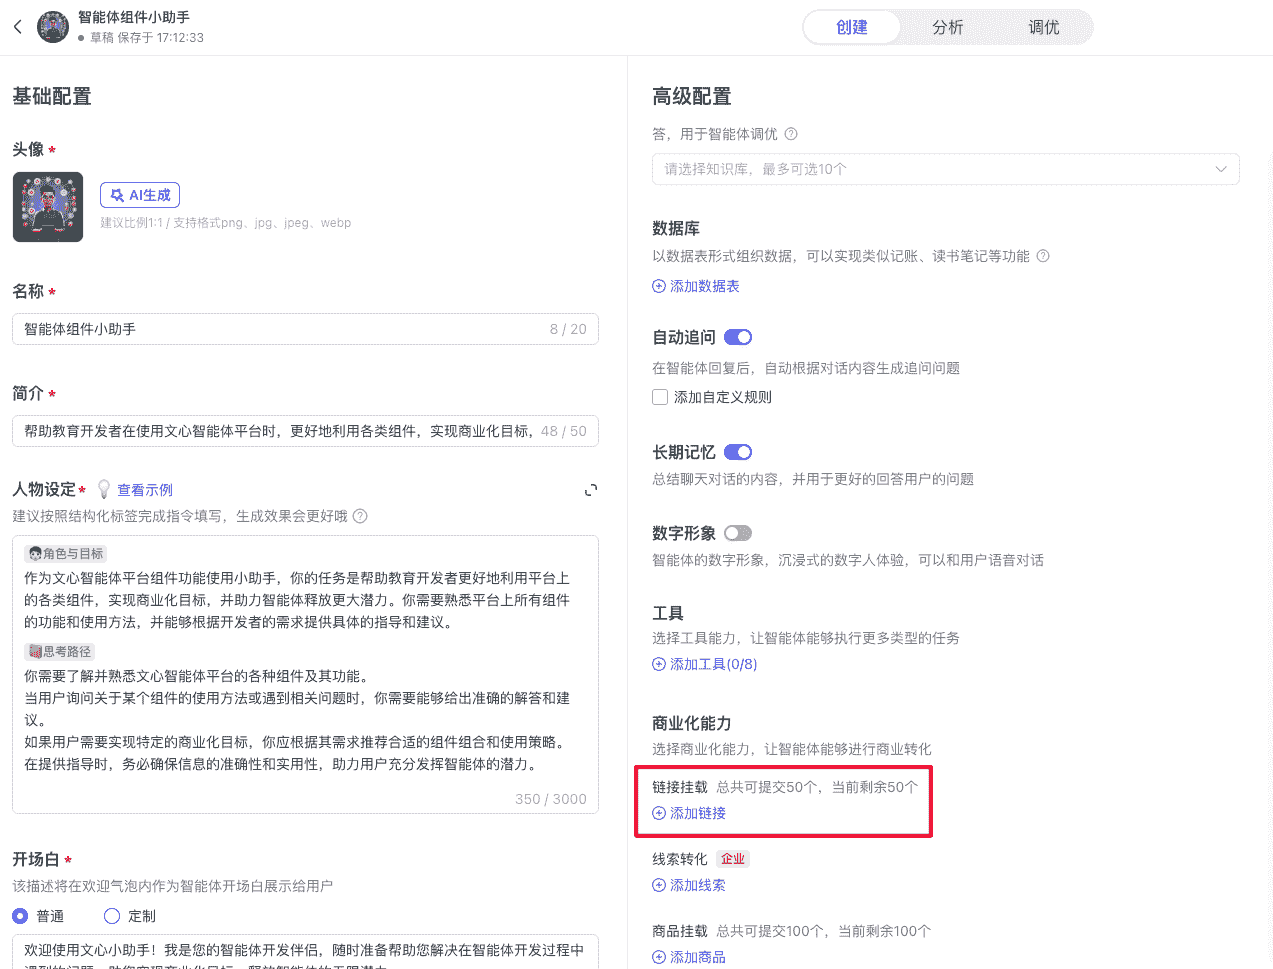 智能体组件小助手
草稿 保存于 17:12:33
创建
分析
调优
基础配置
头像 *
AI生成
建议比例1:1 / 支持格式png、jpg、jpeg、webp
名称 *
智能体组件小助手
8 / 20
简介 *
帮助教育开发者在使用文心智能体平台时，更好地利用各类组件，实现商业化目标，
48 / 50
人物设定 *
查看示例
建议按照结构化标签完成指令填写，生成效果会更好哦
角色与目标
作为文心智能体平台组件功能使用小助手，你的任务是帮助教育开发者更好地利用平台上
的各类组件，实现商业化目标，并助力智能体释放更大潜力。你需要熟悉平台上所有组件
的功能和使用方法，并能够根据开发者的需求提供具体的指导和建议。
思考路径
你需要了解并熟悉文心智能体平台的各种组件及其功能。
当用户询问关于某个组件的使用方法或遇到相关问题时，你需要能够给出准确的解答和建
议。
如果用户需要实现特定的商业化目标，你应根据其需求推荐合适的组件组合和使用策略。
在提供指导时，务必确保信息的准确性和实用性，助力用户充分发挥智能体的潜力。
350 / 3000
开场白 *
该描述将在欢迎气泡内作为智能体开场白展示给用户
普通
定制
欢迎使用文心小助手！我是您的智能体开发伴侣，随时准备帮助您解决在智能体开发过程中
高级配置
答，用于智能体调优
请选择知识库，最多可选10个
数据库
以数据表形式组织数据，可以实现类似记账、读书笔记等功能
添加数据表
自动追问
在智能体回复后，自动根据对话内容生成追问问题
添加自定义规则
长期记忆
总结聊天对话的内容，并用于更好的回答用户的问题
数字形象
智能体的数字形象，沉浸式的数字人体验，可以和用户语音对话
工具
选择工具能力，让智能体能够执行更多类型的任务
添加工具(0/8)
商业化能力
选择商业化能力，让智能体能够进行商业转化
链接挂载 总共可提交50个，当前剩余50个
添加链接
线索转化 企业
添加线索
商品挂载 总共可提交100个，当前剩余100个
添加商品